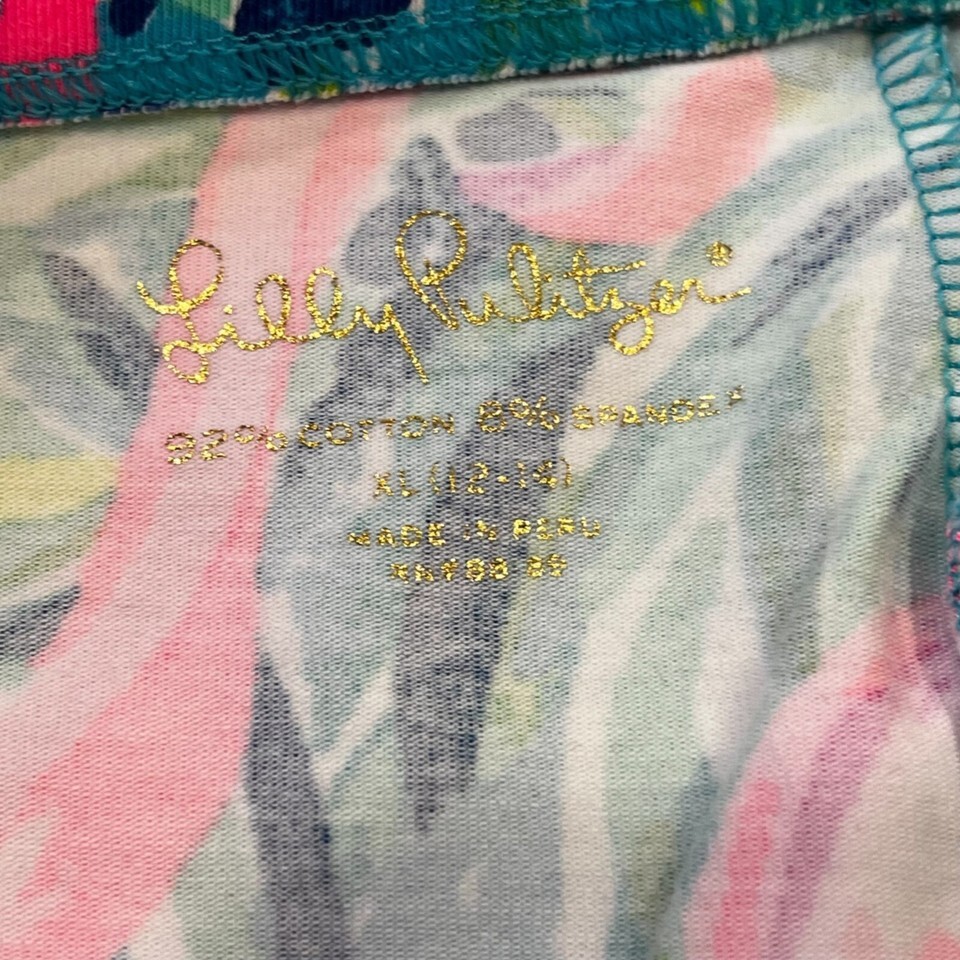 Lilly Pulitzer®
92% COTTON 8% SPANDEX
XL (12-14)
MADE IN PERU